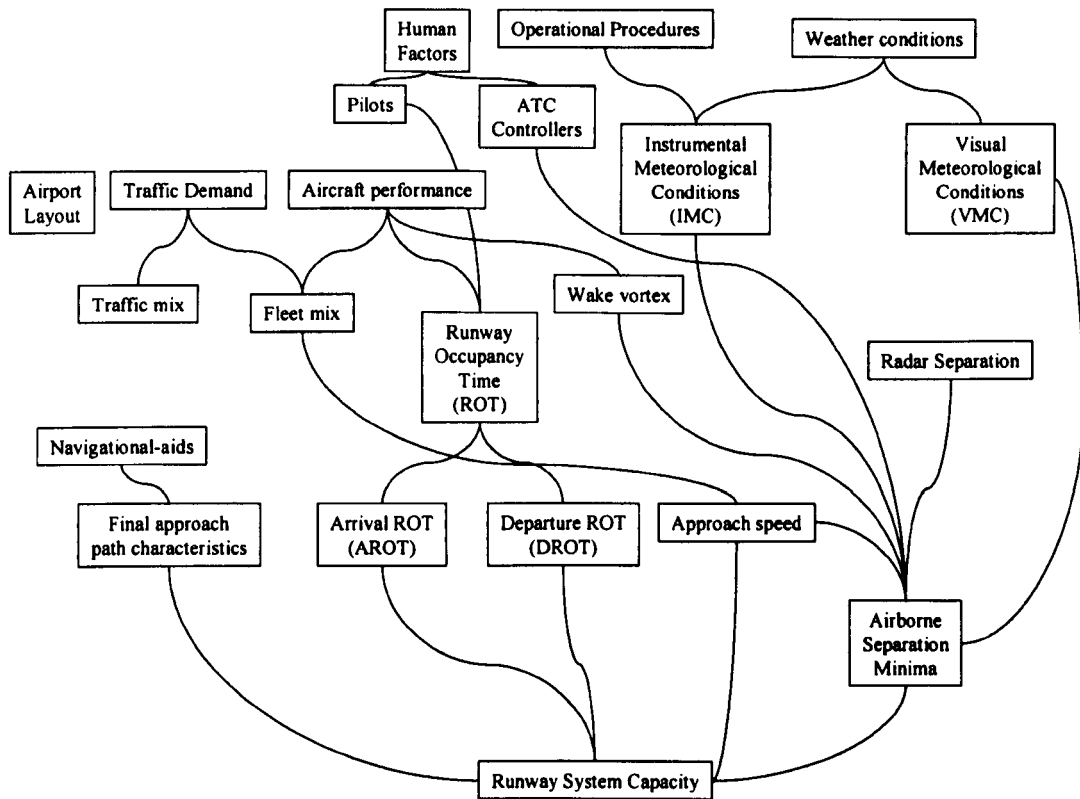 Human
Factors
Operational Procedures
Weather conditions
Pilots
ATC
Controllers
Instrumental
Meteorological
Conditions
(IMC)
Visual
Meteorological
Conditions
(VMC)
Airport
Layout
Traffic Demand
Aircraft performance
Traffic mix
Fleet mix
Wake vortex
Runway
Occupancy
Time
(ROT)
Radar Separation
Navigational-aids
Final approach
path characteristics
Arrival ROT
(AROT)
Departure ROT
(DROT)
Approach speed
Airborne
Separation
Minima
Runway System Capacity